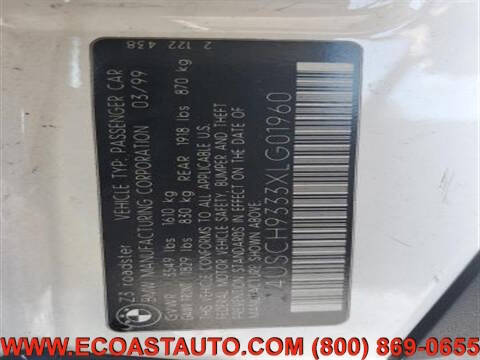 Z3 roadster 2 122 438
VEHICLE TYP: PASSENGER CAR
BMW MANUFACTURING CORPORATION 03/99
GVWR 3549 lbs 1610 kg
GAWR FRONT 1829 lbs 830 kg REAR 1918 lbs 870 kg
THIS VEHICLE CONFORMS TO ALL APPLICABLE U.S.
FEDERAL MOTOR VEHICLE SAFETY, BUMPER AND THEFT
PREVENTION STANDARDS IN EFFECT ON THE DATE OF
MANUFACTURE SHOWN ABOVE.
4USCH9333XLG01960
WWW.ECOASTAUTO.COM (800) 869-0655